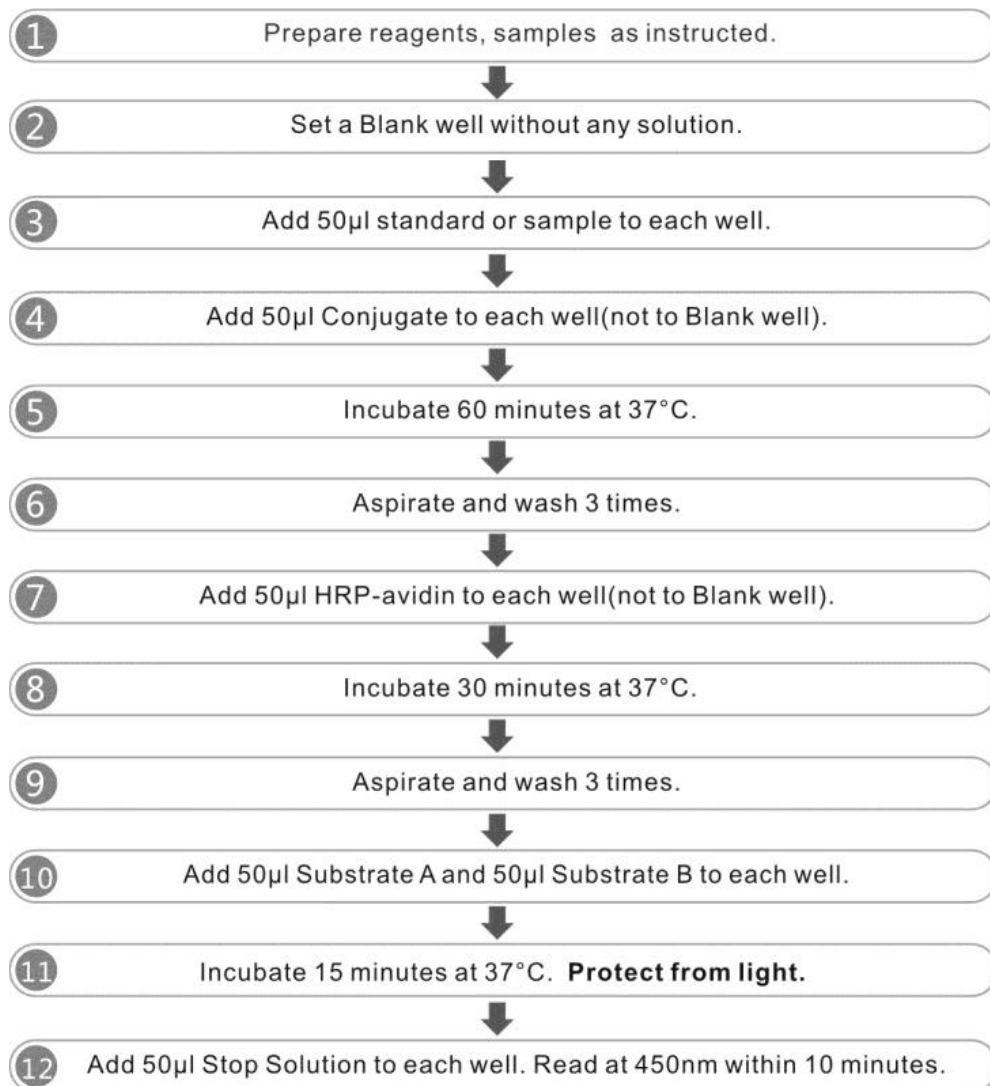 1 Prepare reagents, samples as instructed.
2 Set a Blank well without any solution.
3 Add 50µl standard or sample to each well.
4 Add 50µl Conjugate to each well(not to Blank well).
5 Incubate 60 minutes at 37°C.
6 Aspirate and wash 3 times.
7 Add 50µl HRP-avidin to each well(not to Blank well).
8 Incubate 30 minutes at 37°C.
9 Aspirate and wash 3 times.
10 Add 50µl Substrate A and 50µl Substrate B to each well.
11 Incubate 15 minutes at 37°C. Protect from light.
12 Add 50µl Stop Solution to each well. Read at 450nm within 10 minutes.